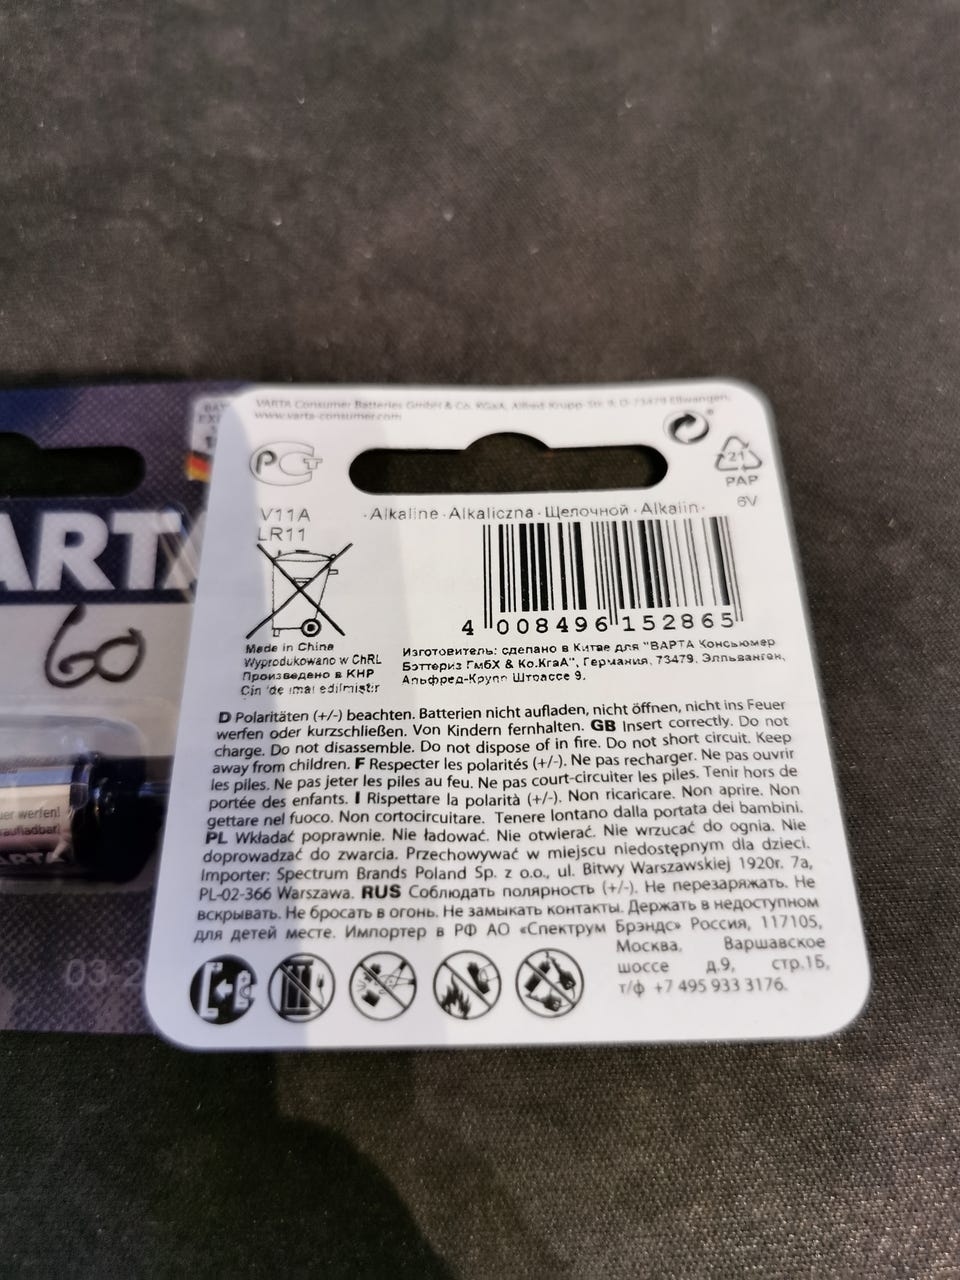 VARTA Consumer Batteries GmbH & Co. KGaA, Alfred-Krupp-Str. 9, D-73479 Ellwangen,
www.varta-consumer.com
21
PAP
V11A
LR11
·Alkaline·Alkaliczna·Щелочной·Alkalin·
6V
4 008496 152865
ART
60
Made in China
Wyprodukowano w ChRL
Произведено в КНР
Çin'de imal edilmiştir
Изготовитель: сделано в Китае для "ВАРТА Консьюмер
Бэттериз ГмбХ & Ko.КгаА", Германия, 73479, Элльванген,
Альфред-Крупп Штрассе 9.
D Polaritäten (+/-) beachten. Batterien nicht aufladen, nicht öffnen, nicht ins Feuer
werfen oder kurzschließen. Von Kindern fernhalten. GB Insert correctly. Do not
charge. Do not disassemble. Do not dispose of in fire. Do not short circuit. Keep
away from children. F Respecter les polarités (+/-). Ne pas recharger. Ne pas ouvrir
les piles. Ne pas jeter les piles au feu. Ne pas court-circuiter les piles. Tenir hors de
portée des enfants. I Rispettare la polarità (+/-). Non ricaricare. Non aprire. Non
gettare nel fuoco. Non cortocircuitare. Tenere lontano dalla portata dei bambini.
PL Wkładać poprawnie. Nie ładować. Nie otwierać. Nie wrzucać do ognia. Nie
doprowadzać do zwarcia. Przechowywać w miejscu niedostępnym dla dzieci.
Importer: Spectrum Brands Poland Sp. z o.o., ul. Bitwy Warszawskiej 1920r. 7a,
PL-02-366 Warszawa. RUS Соблюдать полярность (+/-). Не перезаряжать. Не
вскрывать. Не бросать в огонь. Не замыкать контакты. Держать в недоступном
для детей месте. Импортер в РФ АО «Спектрум Брэндс» Россия, 117105,
Москва, Варшавское
шоссе д.9, стр.1Б,
т/ф +7 495 933 3176.
er werfen!
aufladbar!
ARTA
03-2